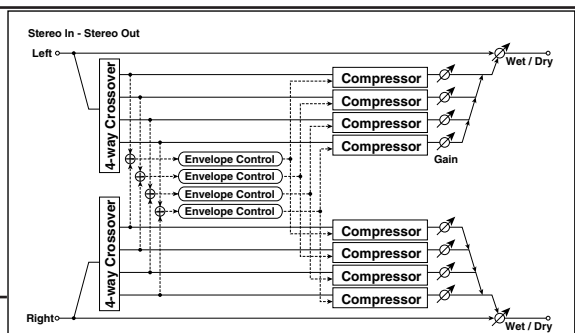 Stereo In - Stereo Out
Left
Wet / Dry
4-way Crossover
Compressor
Compressor
Compressor
Compressor
Gain
Envelope Control
Envelope Control
Envelope Control
Envelope Control
4-way Crossover
Compressor
Compressor
Compressor
Compressor
Right
Wet / Dry